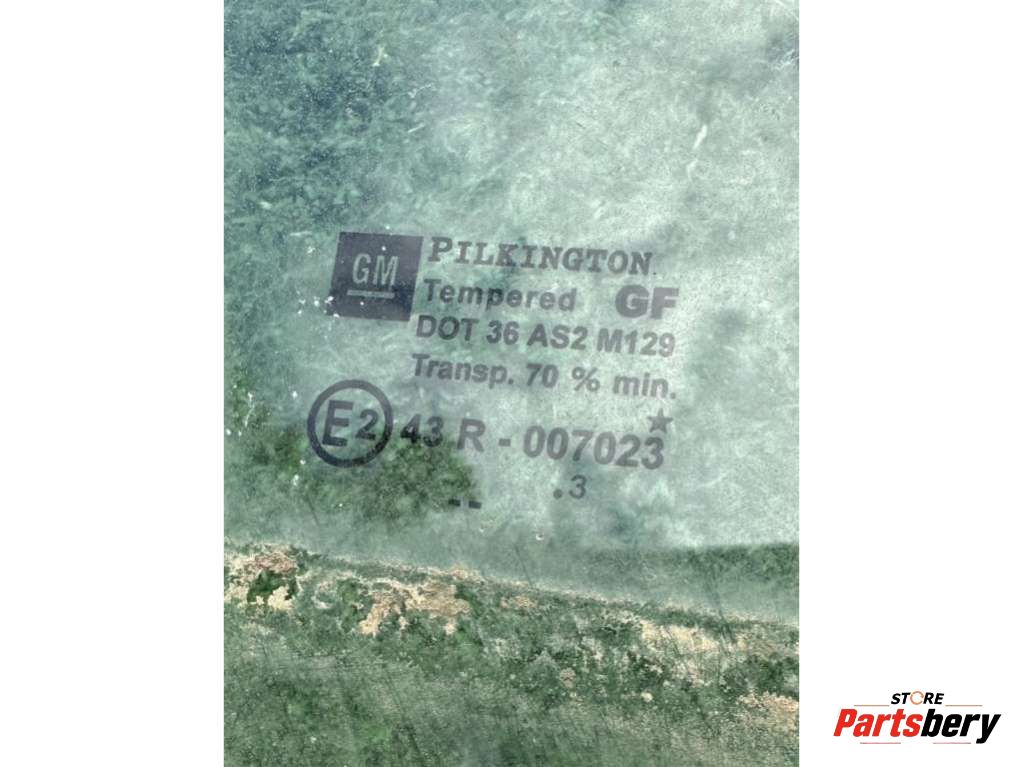 GM
PILKINGTON
Tempered GF
DOT 36 AS2 M129
Transp. 70 % min.
E2 43 R - 007023
-- .3
STORE
Partsbery